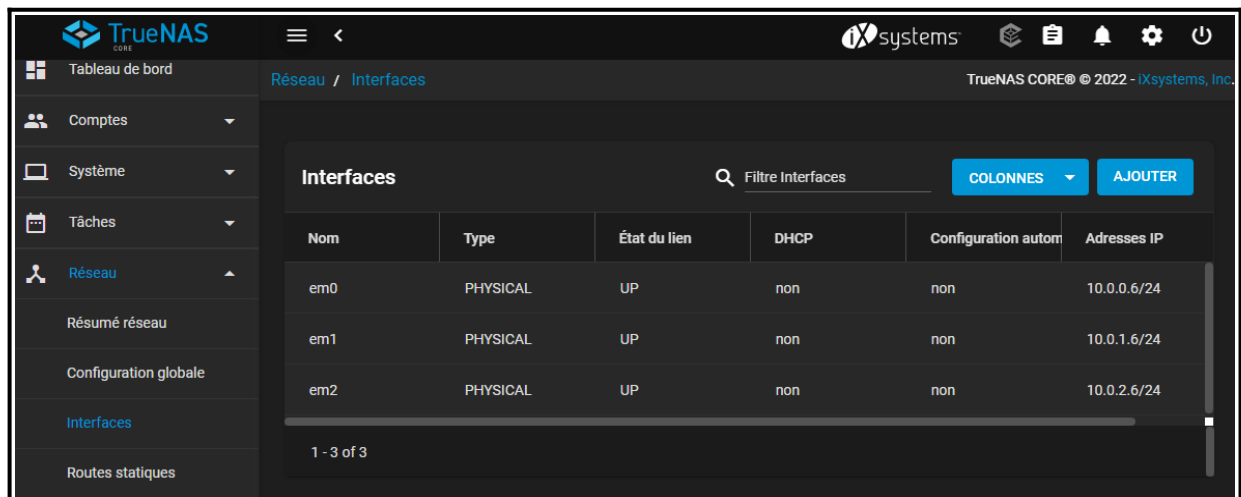 TrueNAS
CORE
iXsystems
Tableau de bord
Réseau / Interfaces
TrueNAS CORE® © 2022 - iXsystems, Inc.
Comptes
Système
Interfaces
Filtre Interfaces
COLONNES
AJOUTER
Tâches
Nom Type État du lien DHCP Configuration autom Adresses IP
Réseau
em0 PHYSICAL UP non non 10.0.0.6/24
Résumé réseau
em1 PHYSICAL UP non non 10.0.1.6/24
Configuration globale
em2 PHYSICAL UP non non 10.0.2.6/24
Interfaces
1 - 3 of 3
Routes statiques